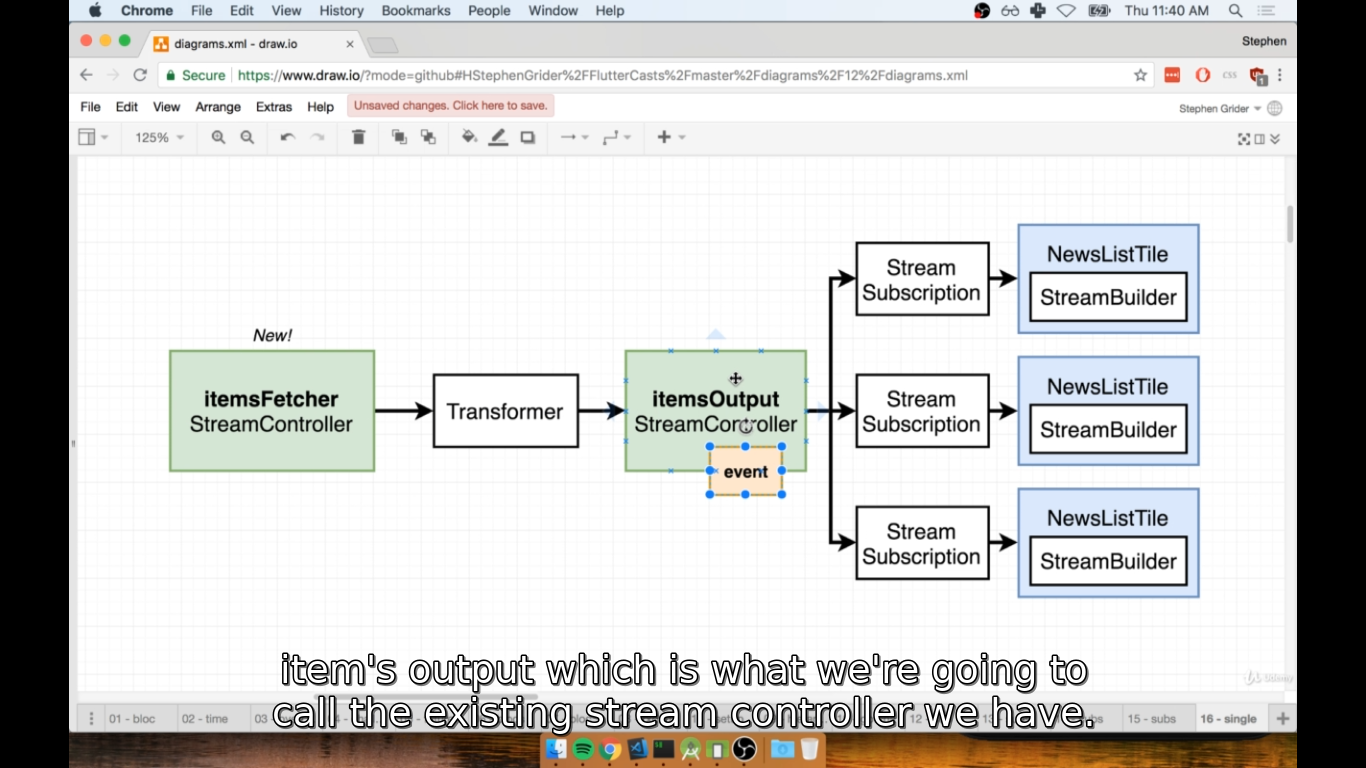 Chrome File Edit View History Bookmarks People Window Help Thu 11:40 AM
diagrams.xml - draw.io Stephen
Secure https://www.draw.io/?mode=github#HStephenGrider%2FFlutterCasts%2Fmaster%2Fdiagrams%2F12%2Fdiagrams.xml
File Edit View Arrange Extras Help Unsaved changes. Click here to save. Stephen Grider
125%
New!
itemsFetcher
StreamController
Transformer
itemsOutput
StreamController
event
Stream
Subscription
NewsListTile
StreamBuilder
Stream
Subscription
NewsListTile
StreamBuilder
Stream
Subscription
NewsListTile
StreamBuilder
item's output which is what we're going to
call the existing stream controller we have.
01 - bloc 02 - time 15 - subs 16 - single